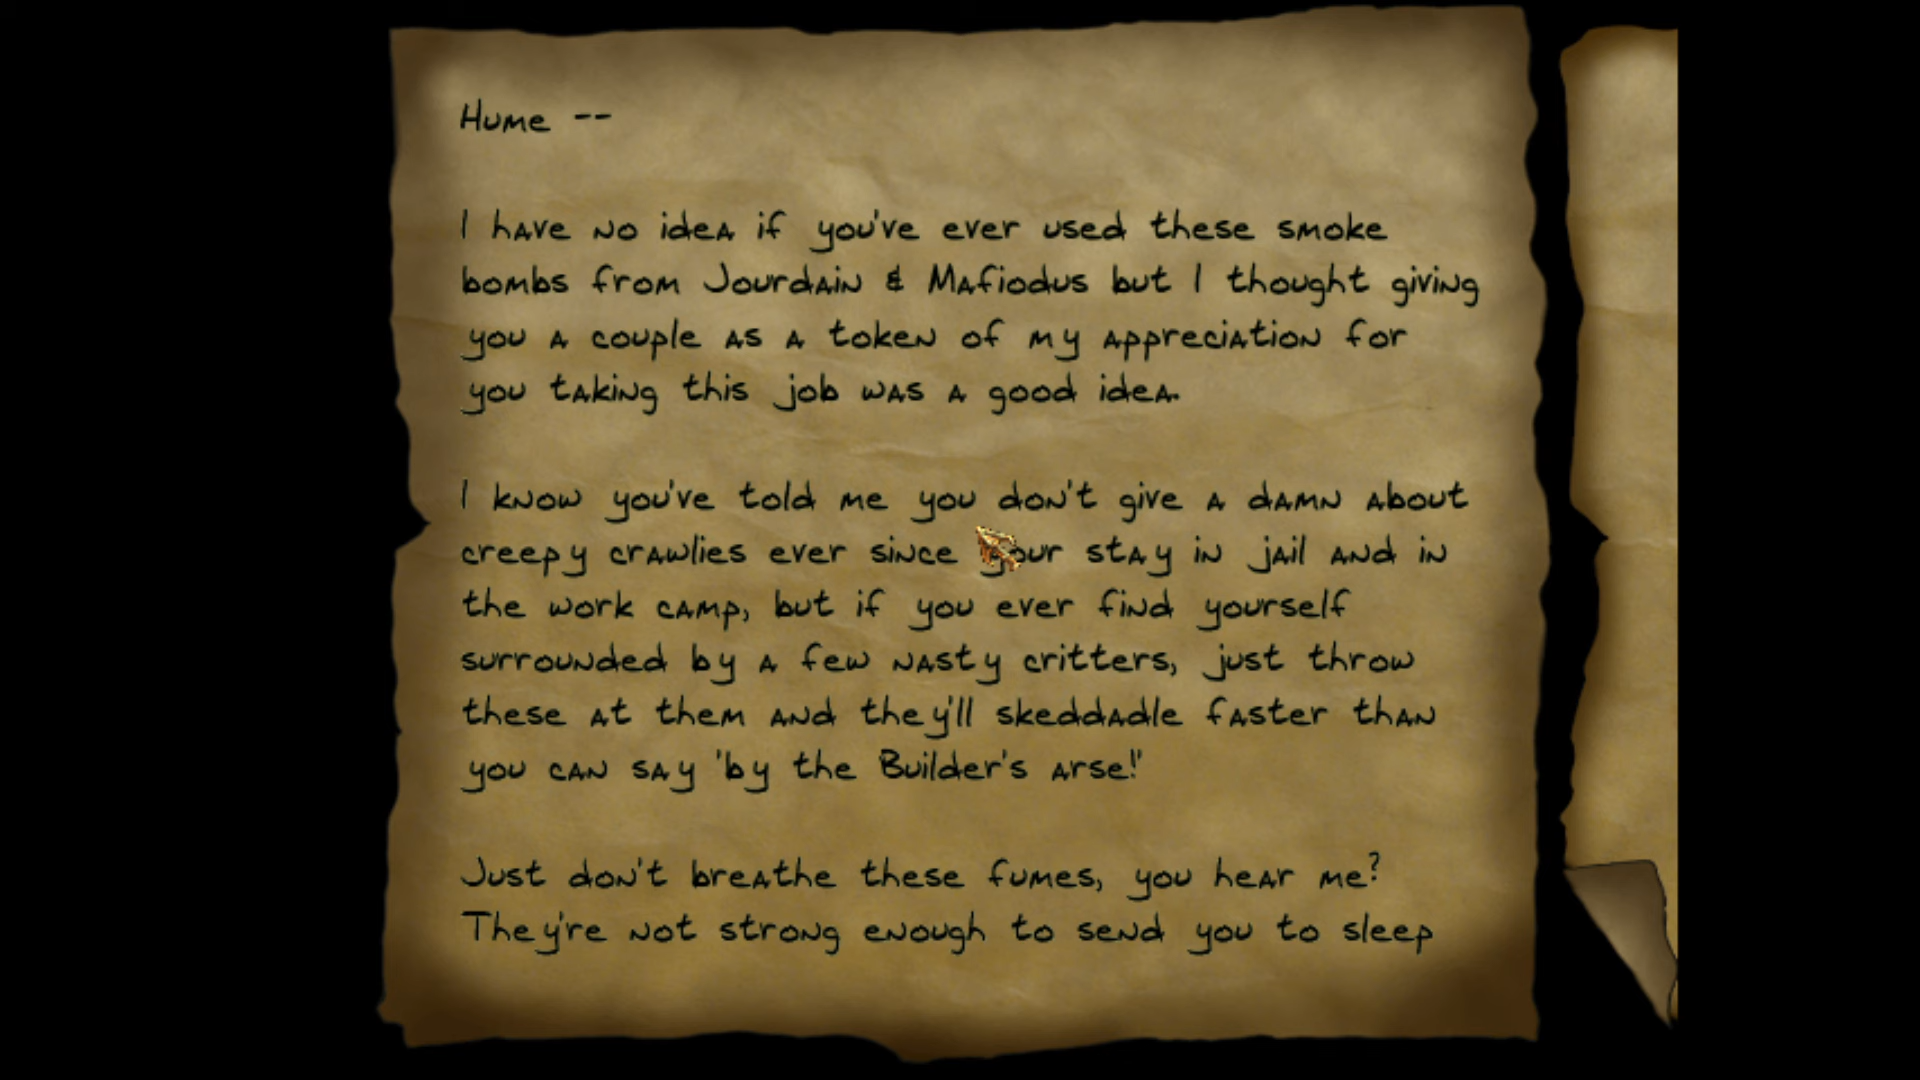 Hume --
I have no idea if you've ever used these smoke
bombs from Jourdain & Mafiodus but I thought giving
you a couple as a token of my appreciation for
you taking this job was a good idea.
I know you've told me you don't give a damn about
creepy crawlies ever since your stay in jail and in
the work camp, but if you ever find yourself
surrounded by a few nasty critters, just throw
these at them and they'll skeddadle faster than
you can say 'by the Builder's arse!'
Just don't breathe these fumes, you hear me?
They're not strong enough to send you to sleep